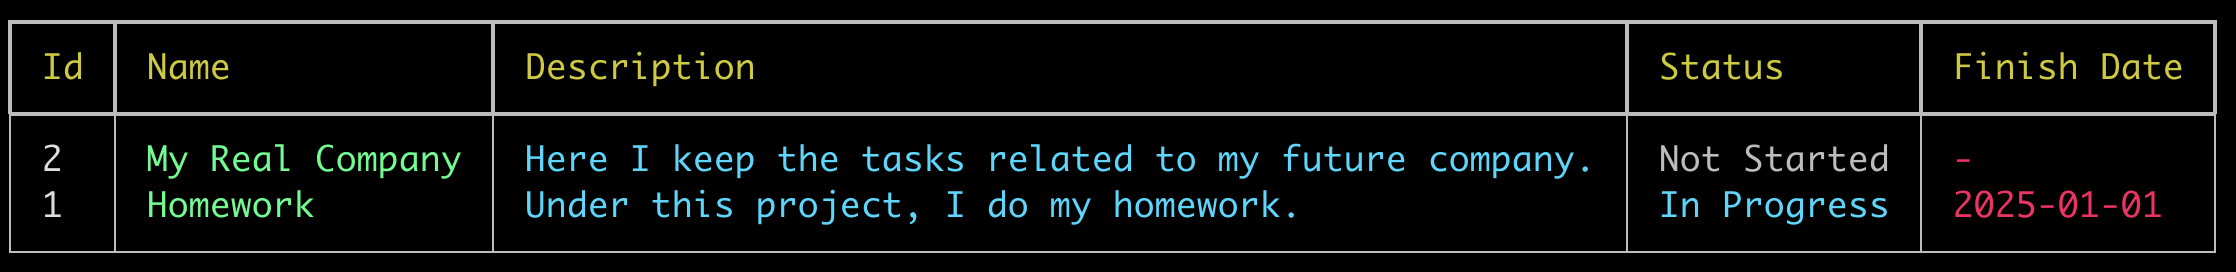 Id Name Description Status Finish Date
2 My Real Company Here I keep the tasks related to my future company. Not Started -
1 Homework Under this project, I do my homework. In Progress 2025-01-01